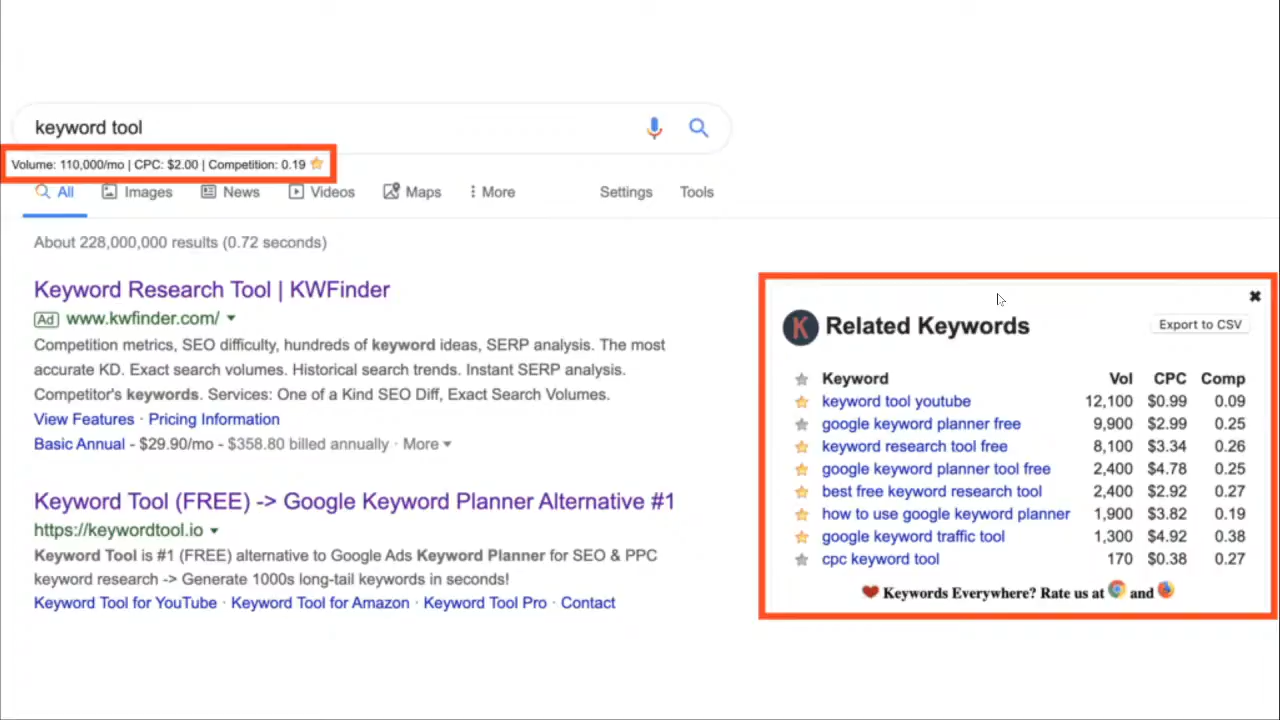 keyword tool
Volume: 110,000/mo | CPC: $2.00 | Competition: 0.19
All Images News Videos Maps More Settings Tools
About 228,000,000 results (0.72 seconds)
Keyword Research Tool | KWFinder
Ad www.kwfinder.com/
Competition metrics, SEO difficulty, hundreds of keyword ideas, SERP analysis. The most
accurate KD. Exact search volumes. Historical search trends. Instant SERP analysis.
Competitor's keywords. Services: One of a Kind SEO Diff, Exact Search Volumes.
View Features · Pricing Information
Basic Annual - $29.90/mo - $358.80 billed annually · More
Keyword Tool (FREE) -> Google Keyword Planner Alternative #1
https://keywordtool.io
Keyword Tool is #1 (FREE) alternative to Google Ads Keyword Planner for SEO & PPC
keyword research -> Generate 1000s long-tail keywords in seconds!
Keyword Tool for YouTube · Keyword Tool for Amazon · Keyword Tool Pro · Contact
K Related Keywords Export to CSV
Keyword Vol CPC Comp
keyword tool youtube 12,100 $0.99 0.09
google keyword planner free 9,900 $2.99 0.25
keyword research tool free 8,100 $3.34 0.26
google keyword planner tool free 2,400 $4.78 0.25
best free keyword research tool 2,400 $2.92 0.27
how to use google keyword planner 1,900 $3.82 0.19
google keyword traffic tool 1,300 $4.92 0.38
cpc keyword tool 170 $0.38 0.27
Keywords Everywhere? Rate us at and